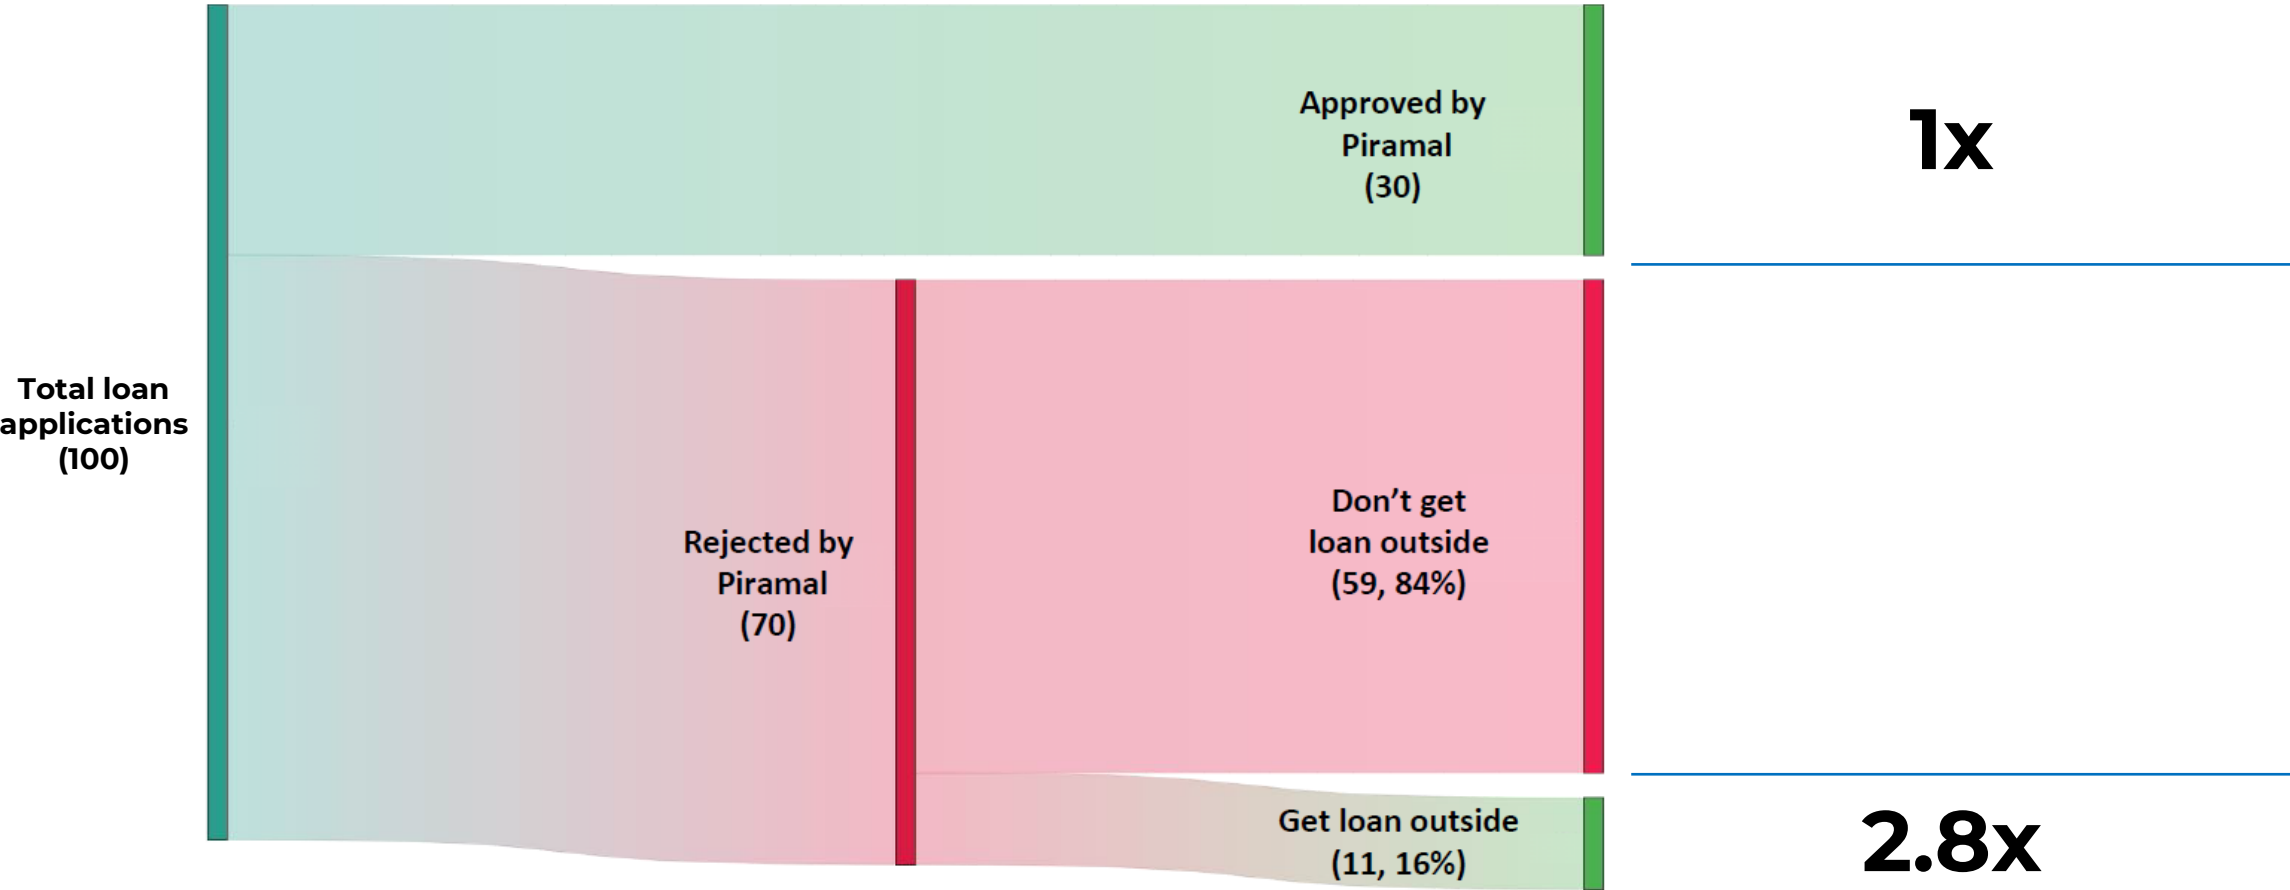 Total loan
applications
(100)
Approved by
Piramal
(30)
1x
Rejected by
Piramal
(70)
Don’t get
loan outside
(59, 84%)
Get loan outside
(11, 16%)
2.8x